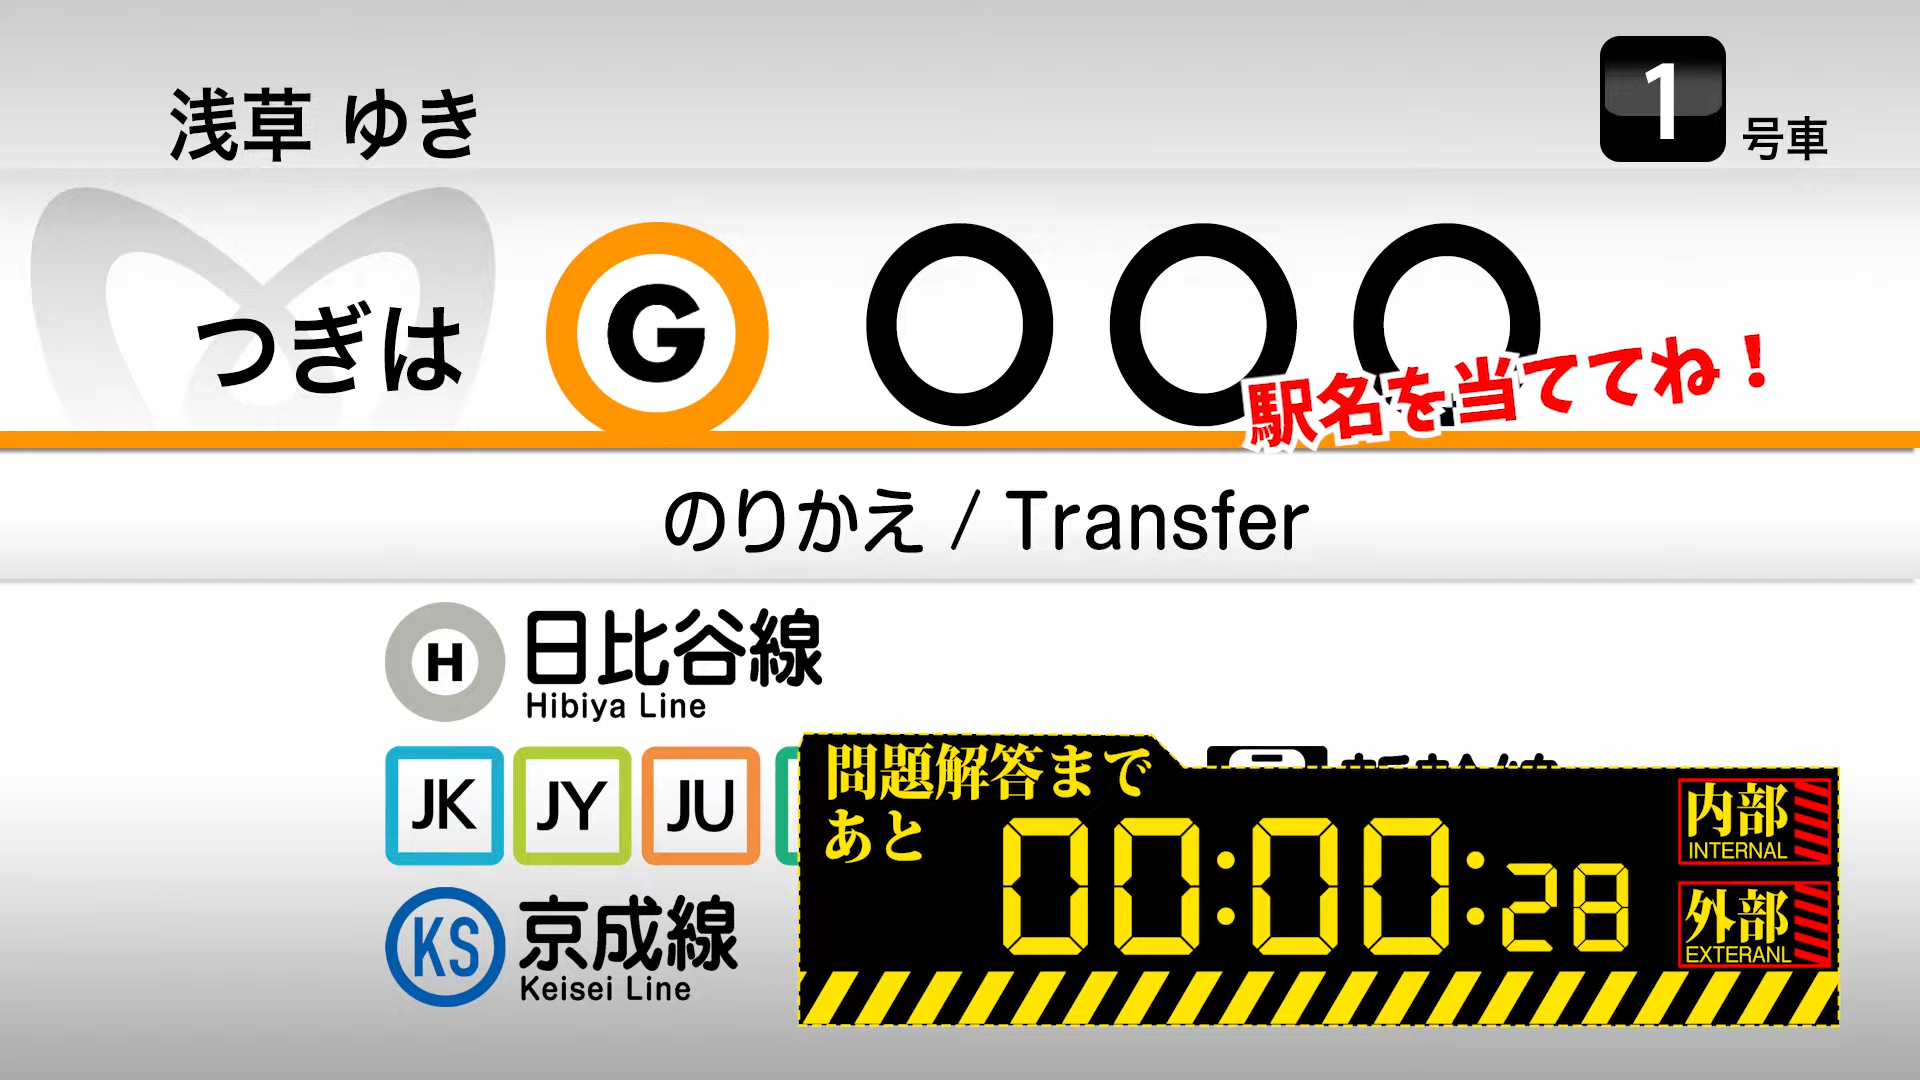 浅草 ゆき
1 号車
つぎは G 〇〇〇
駅名を当ててね！
のりかえ / Transfer
H 日比谷線
Hibiya Line
JK JY JU
KS 京成線
Keisei Line
問題解答まで
あと
00:00:28
内部
INTERNAL
外部
EXTERANL